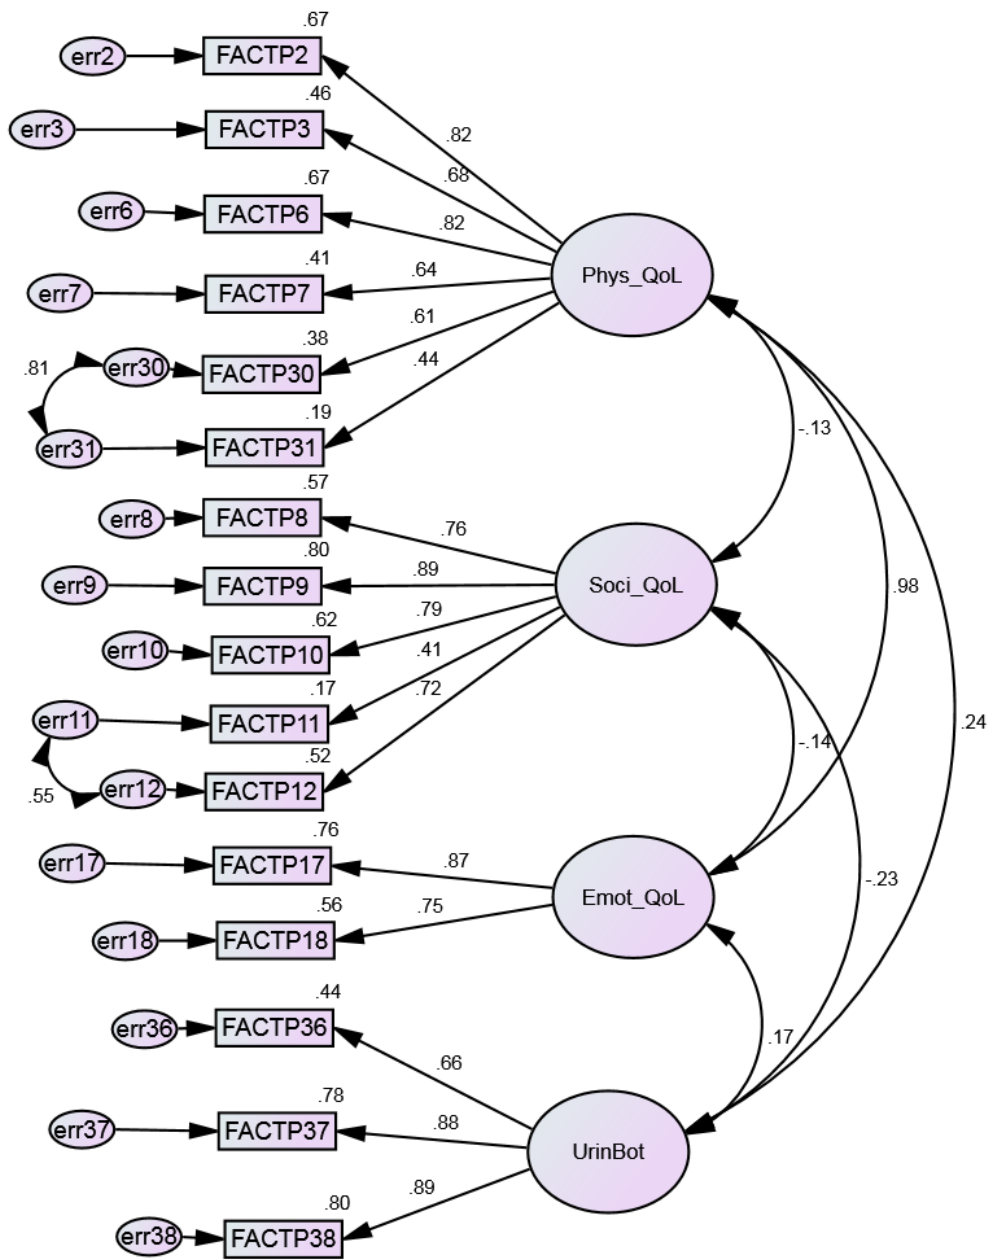 .67
err2 FACTP2
.46
err3 FACTP3 .82
.68
.67
err6 FACTP6 .82
.41
err7 FACTP7 .64 Phys_QoL
.61
.38
.81 err30 FACTP30 .44
.19
err31 FACTP31 -.13
.57
err8 FACTP8 .76
.80
err9 FACTP9 .89 Soci_QoL .98
.62 .79
err10 FACTP10 .41
.17 .72
err11 FACTP11 .24
.52 -.14
.55 err12 FACTP12
.76
err17 FACTP17 .87
-.23
.56 .75 Emot_QoL
err18 FACTP18
.44
err36 FACTP36 .17
.66
.78
err37 FACTP37 .88
UrinBot
.80 .89
err38 FACTP38